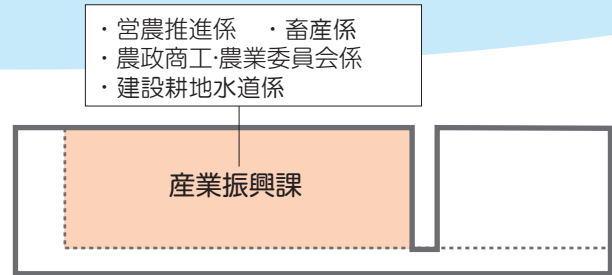 ・営農推進係　・畜産係
・農政商工・農業委員会係
・建設耕地水道係
産業振興課